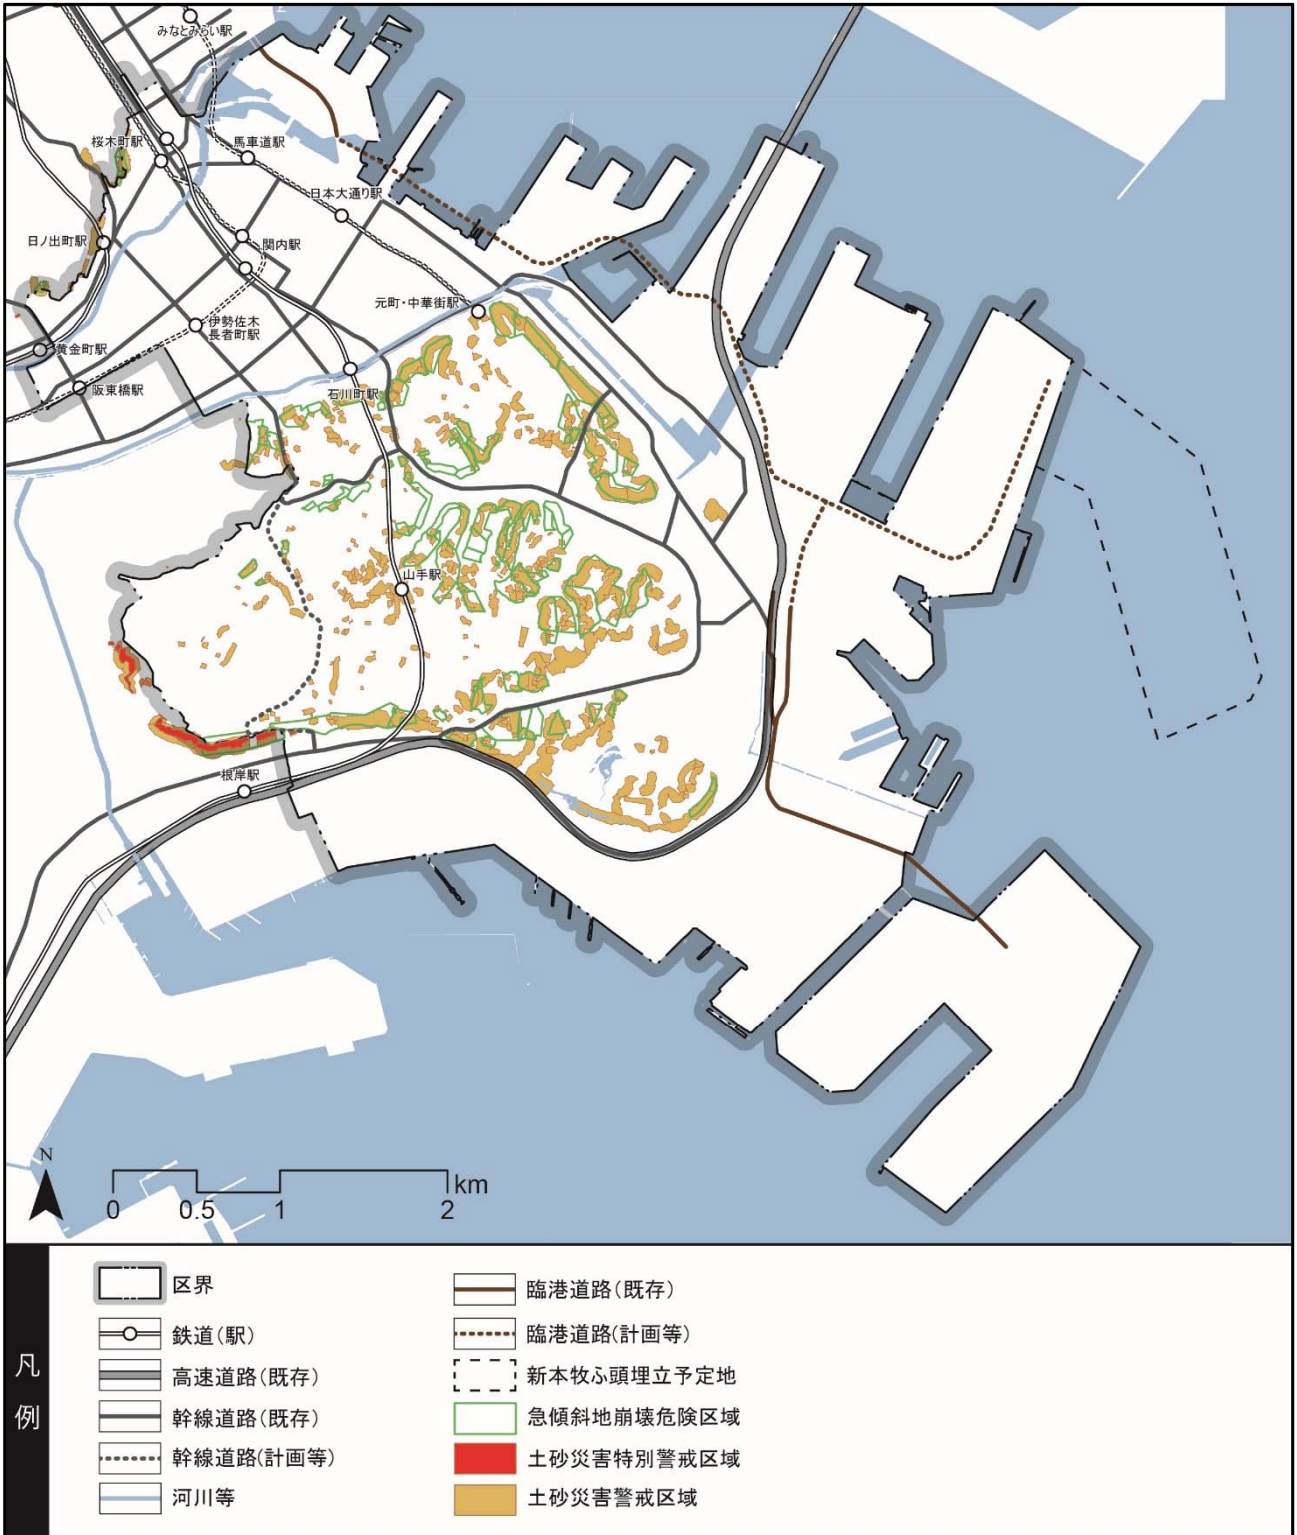 みなとみらい駅
桜木町駅
馬車道駅
日本大通り駅
日ノ出町駅
関内駅
元町・中華街駅
伊勢佐木
長者町駅
黄金町駅
阪東橋駅
石川町駅
山手駅
根岸駅
N
km
0
0.5
1
2
凡例
区界
鉄道(駅)
高速道路(既存)
幹線道路(既存)
幹線道路(計画等)
河川等
臨港道路(既存)
臨港道路(計画等)
新本牧ふ頭埋立予定地
急傾斜地崩壊危険区域
土砂災害特別警戒区域
土砂災害警戒区域